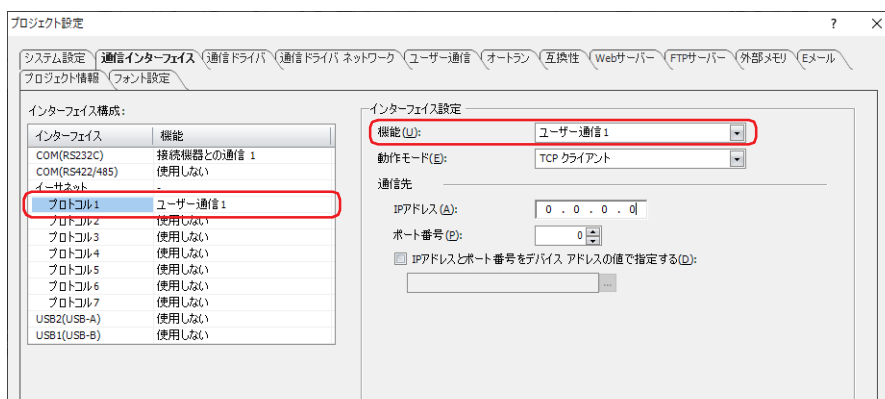 プロジェクト設定 ? ×
システム設定 通信インターフェイス 通信ドライバ 通信ドライバ ネットワーク ユーザー通信 オートラン 互換性 Webサーバー FTPサーバー 外部メモリ Eメール
プロジェクト情報 フォント設定
インターフェイス構成:
インターフェイス 機能
COM(RS232C) 接続機器との通信 1
COM(RS422/485) 使用しない
イーサネット -
プロトコル1 ユーザー通信1
プロトコル2 使用しない
プロトコル3 使用しない
プロトコル4 使用しない
プロトコル5 使用しない
プロトコル6 使用しない
プロトコル7 使用しない
USB2(USB-A) 使用しない
USB1(USB-B) 使用しない
インターフェイス設定
機能(U): ユーザー通信1
動作モード(E): TCP クライアント
通信先
IPアドレス(A): 0 . 0 . 0 . 0
ポート番号(P): 0
IPアドレスとポート番号をデバイス アドレスの値で指定する(D):
...